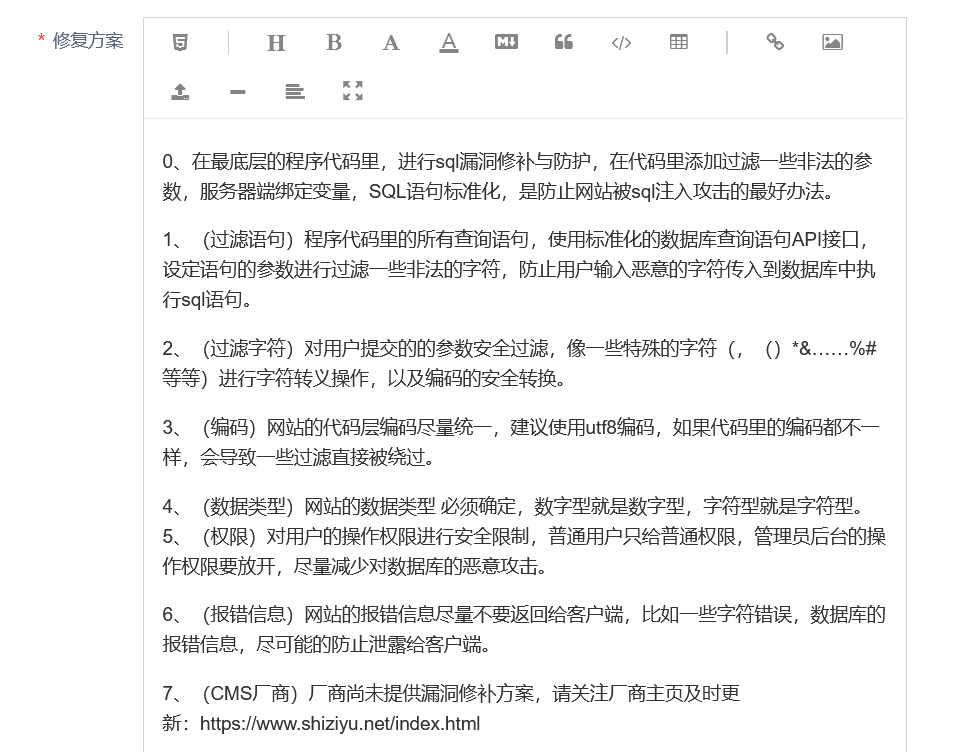 * 修复方案
H B A A M↓ </>
0、在最底层的程序代码里，进行sql漏洞修补与防护，在代码里添加过滤一些非法的参
数，服务器端绑定变量，SQL语句标准化，是防止网站被sql注入攻击的最好办法。
1、（过滤语句）程序代码里的所有查询语句，使用标准化的数据库查询语句API接口，
设定语句的参数进行过滤一些非法的字符，防止用户输入恶意的字符传入到数据库中执
行sql语句。
2、（过滤字符）对用户提交的的参数安全过滤，像一些特殊的字符（，（）*&……%#
等等）进行字符转义操作，以及编码的安全转换。
3、（编码）网站的代码层编码尽量统一，建议使用utf8编码，如果代码里的编码都不一
样，会导致一些过滤直接被绕过。
4、（数据类型）网站的数据类型 必须确定，数字型就是数字型，字符型就是字符型。
5、（权限）对用户的操作权限进行安全限制，普通用户只给普通权限，管理员后台的操
作权限要放开，尽量减少对数据库的恶意攻击。
6、（报错信息）网站的报错信息尽量不要返回给客户端，比如一些字符错误，数据库的
报错信息，尽可能的防止泄露给客户端。
7、（CMS厂商）厂商尚未提供漏洞修补方案，请关注厂商主页及时更
新：https://www.shiziyu.net/index.html